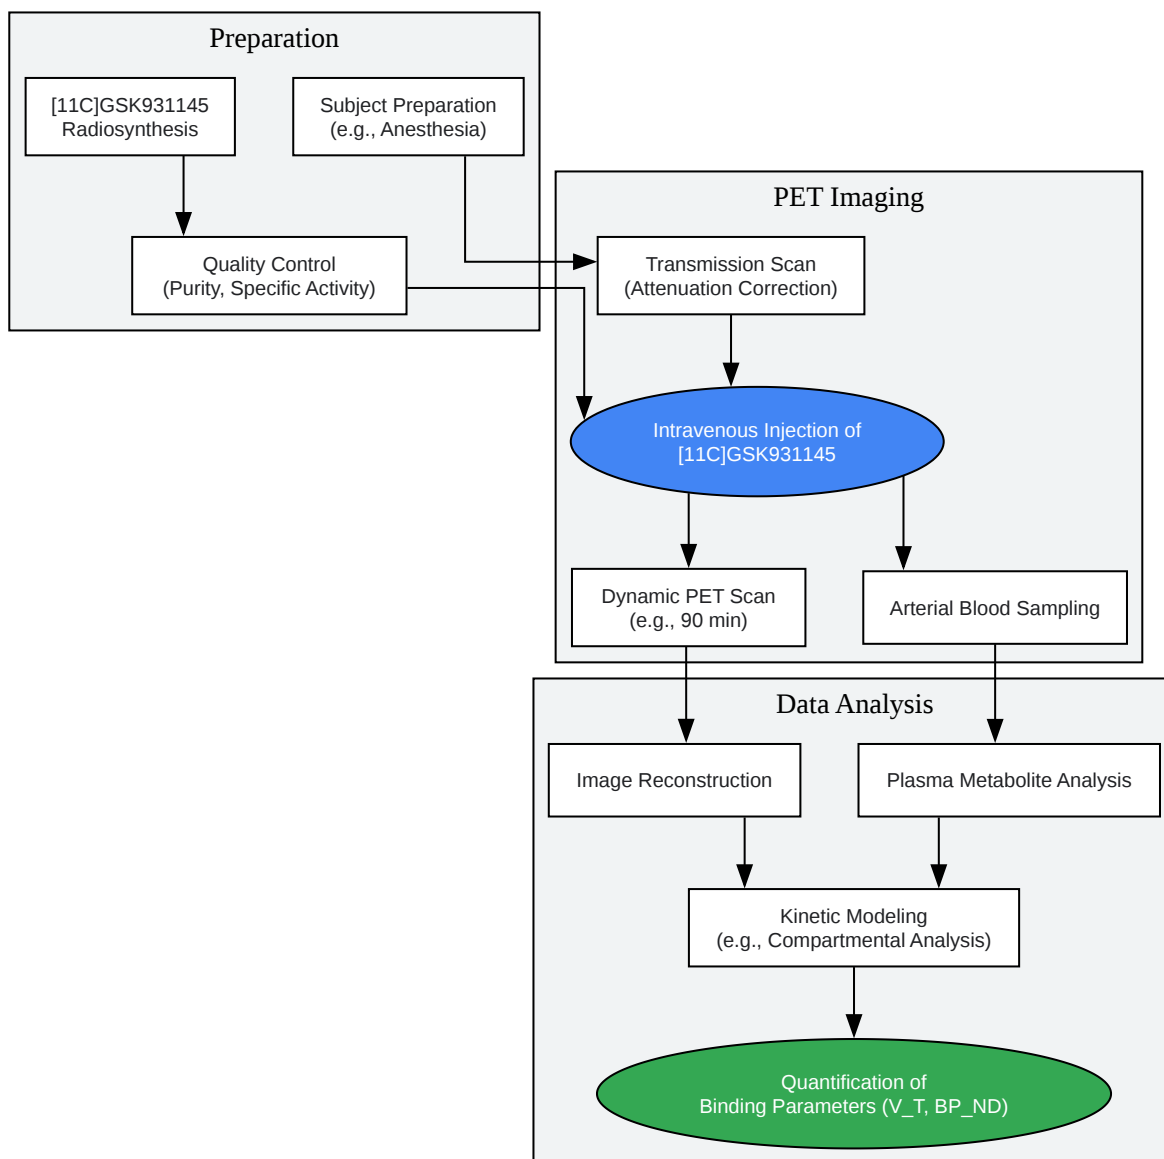 Preparation
[11C]GSK931145
Radiosynthesis
Subject Preparation
(e.g., Anesthesia)
Quality Control
(Purity, Specific Activity)
PET Imaging
Transmission Scan
(Attenuation Correction)
Intravenous Injection of
[11C]GSK931145
Dynamic PET Scan
(e.g., 90 min)
Arterial Blood Sampling
Data Analysis
Image Reconstruction
Plasma Metabolite Analysis
Kinetic Modeling
(e.g., Compartmental Analysis)
Quantification of
Binding Parameters (V_T, BP_ND)